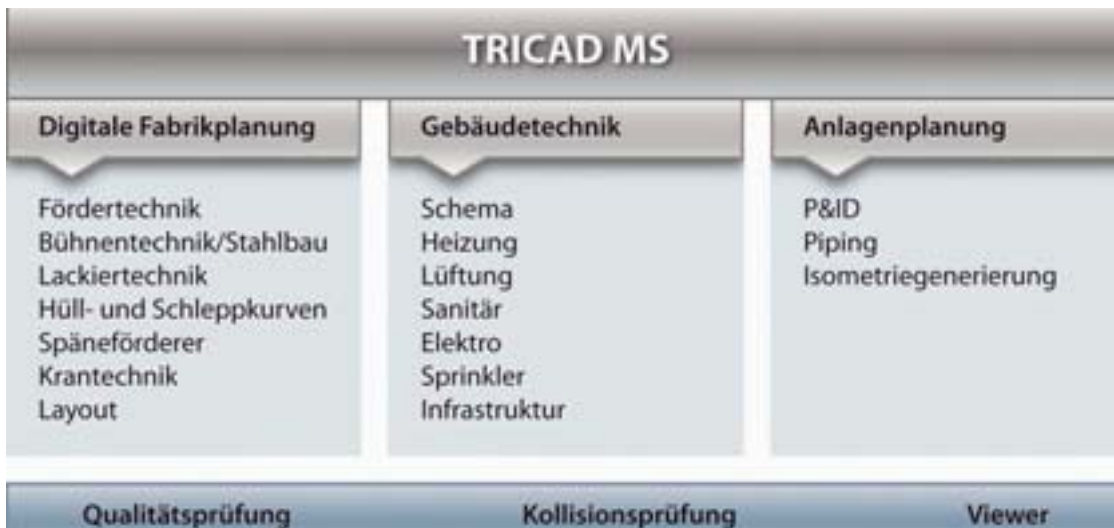 TRICAD MS
Digitale Fabrikplanung
Fördertechnik
Bühnentechnik/Stahlbau
Lackiertechnik
Hüll- und Schleppkurven
Späneförderer
Krantechnik
Layout
Gebäudetechnik
Schema
Heizung
Lüftung
Sanitär
Elektro
Sprinkler
Infrastruktur
Anlagenplanung
P&ID
Piping
Isometriegenerierung
Qualitätsprüfung Kollisionsprüfung Viewer